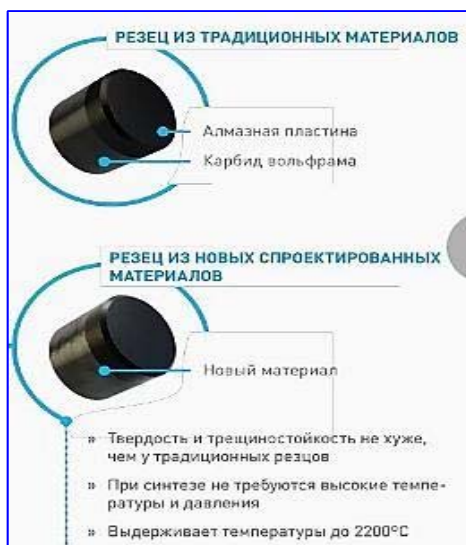 РЕЗЕЦ ИЗ ТРАДИЦИОННЫХ МАТЕРИАЛОВ
Алмазная пластина
Карбид вольфрама
РЕЗЕЦ ИЗ НОВЫХ СПРОЕКТИРОВАННЫХ
МАТЕРИАЛОВ
Новый материал
» Твердость и трещиностойкость не хуже,
чем у традиционных резцов
» При синтезе не требуются высокие темпе-
ратуры и давления
» Выдерживает температуры до 2200°С